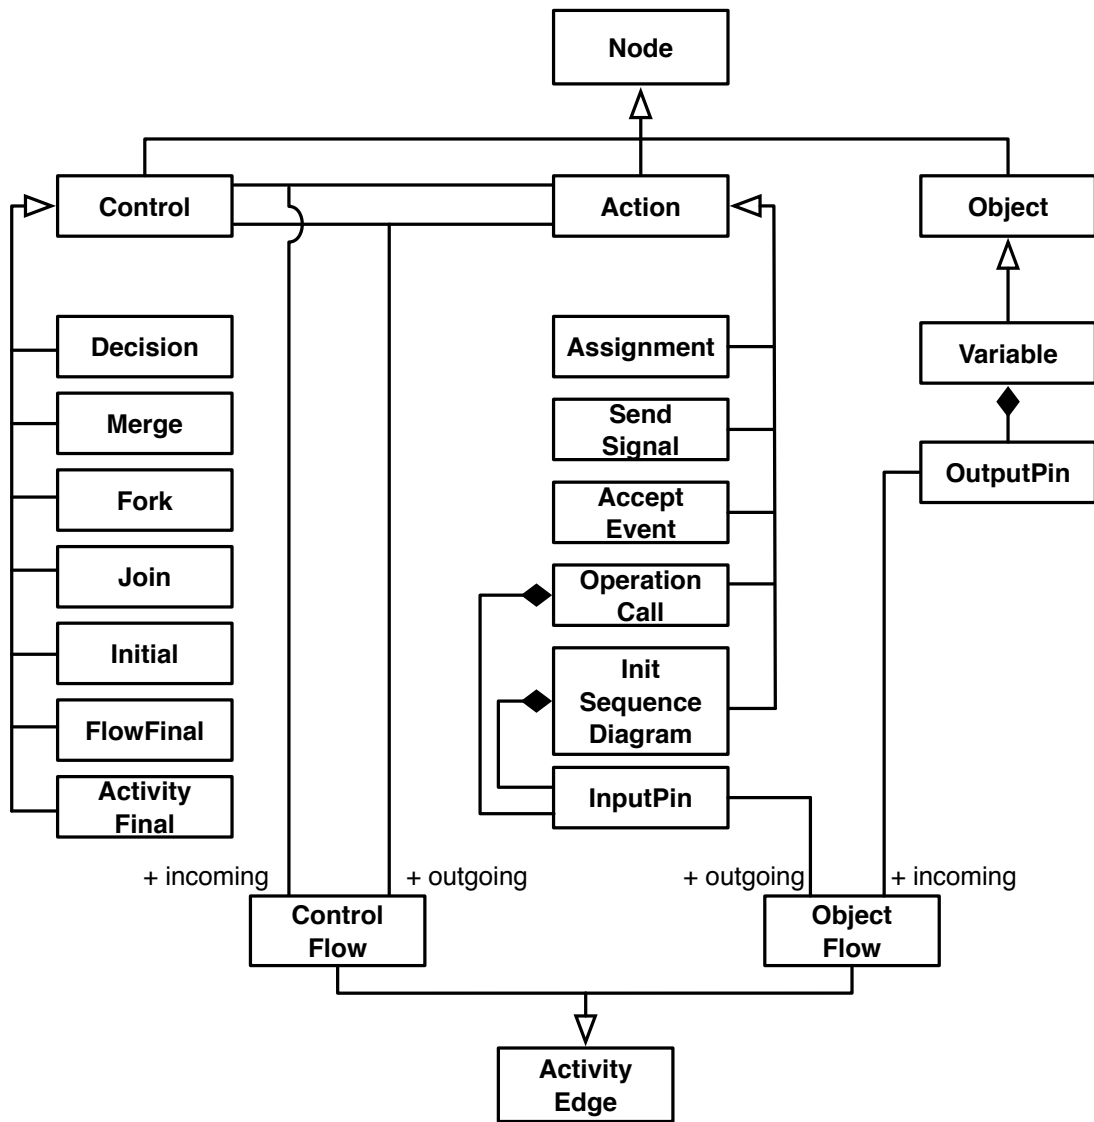 Node
Control
Action
Object
Decision
Assignment
Variable
Merge
Send
Signal
OutputPin
Fork
Accept
Event
Join
Operation
Call
Initial
Init
Sequence
Diagram
FlowFinal
Activity
Final
InputPin
+ incoming
+ outgoing
+ outgoing
+ incoming
Control
Flow
Object
Flow
Activity
Edge